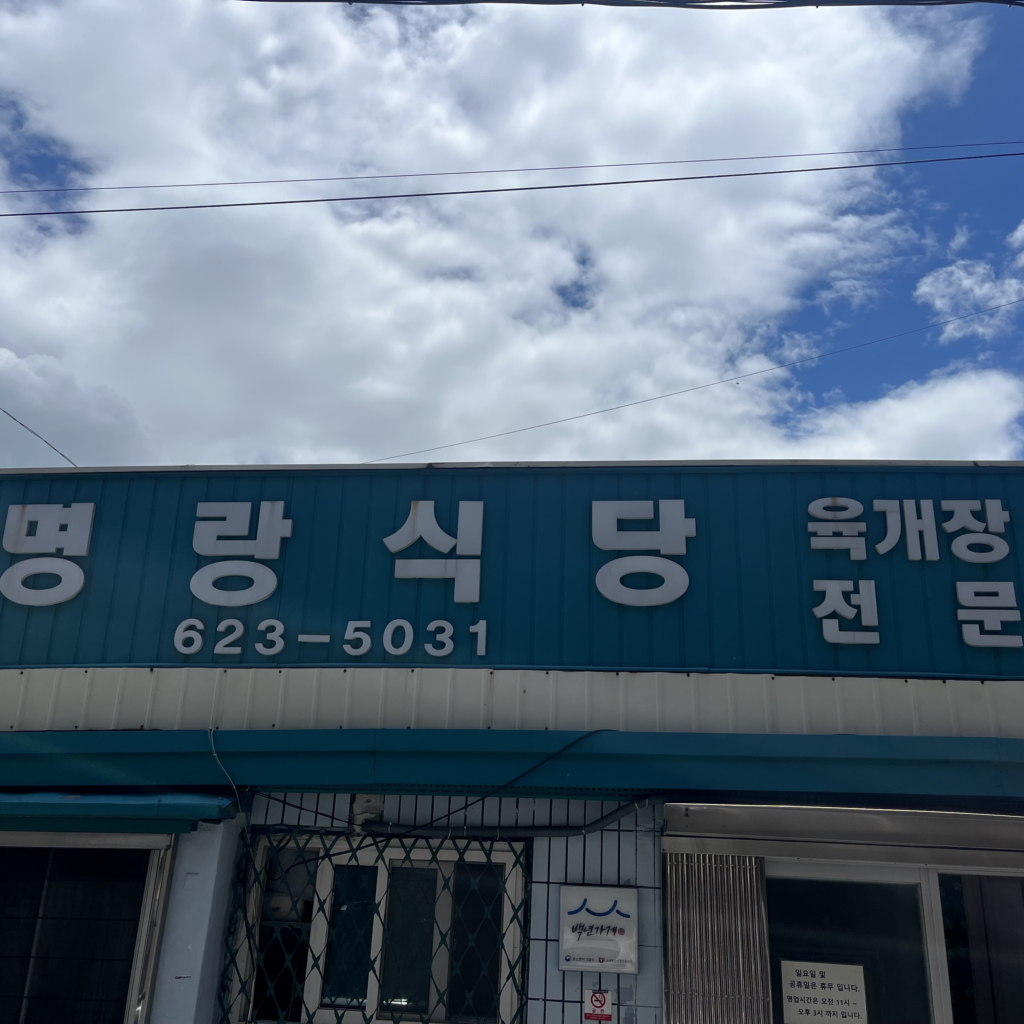 명랑식당
육개장
전문
623-5031
백년가게
일요일 및
공휴일은 휴무 입니다.
영업시간은 오전 11시 ~
오후 3시 까지 입니다.